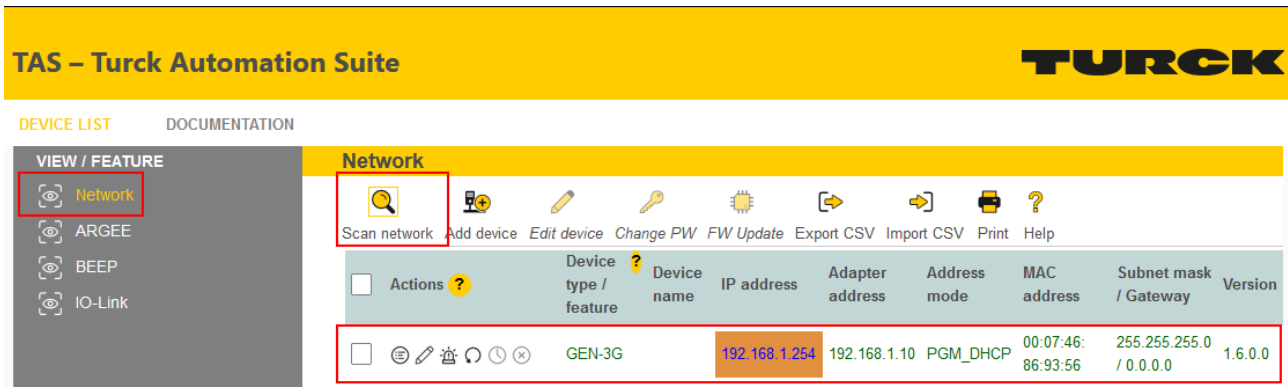 TAS – Turck Automation Suite
TURCK
DEVICE LIST DOCUMENTATION
VIEW / FEATURE
Network
ARGEE
BEEP
IO-Link
Network
Scan network Add device Edit device Change PW FW Update Export CSV Import CSV Print Help
Actions ? Device type / feature ? Device name IP address Adapter address Address mode MAC address Subnet mask / Gateway Version
GEN-3G 192.168.1.254 192.168.1.10 PGM_DHCP 00:07:46:86:93:56 255.255.255.0 / 0.0.0.0 1.6.0.0